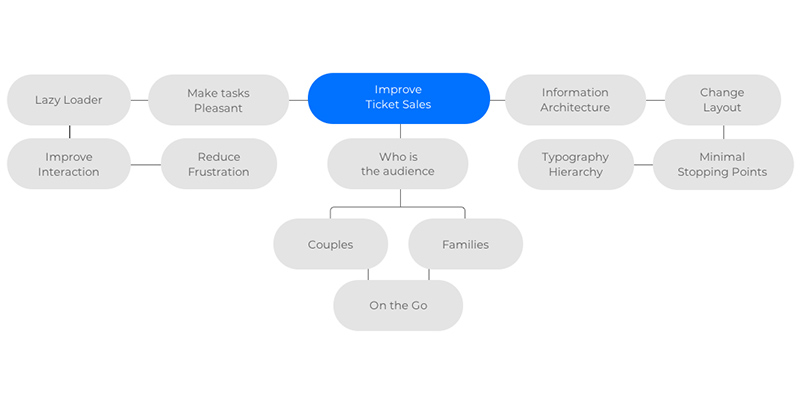 Improve
Ticket Sales
Lazy Loader
Make tasks
Pleasant
Information
Architecture
Change
Layout
Improve
Interaction
Reduce
Frustration
Who is
the audience
Typography
Hierarchy
Minimal
Stopping Points
Couples
Families
On the Go